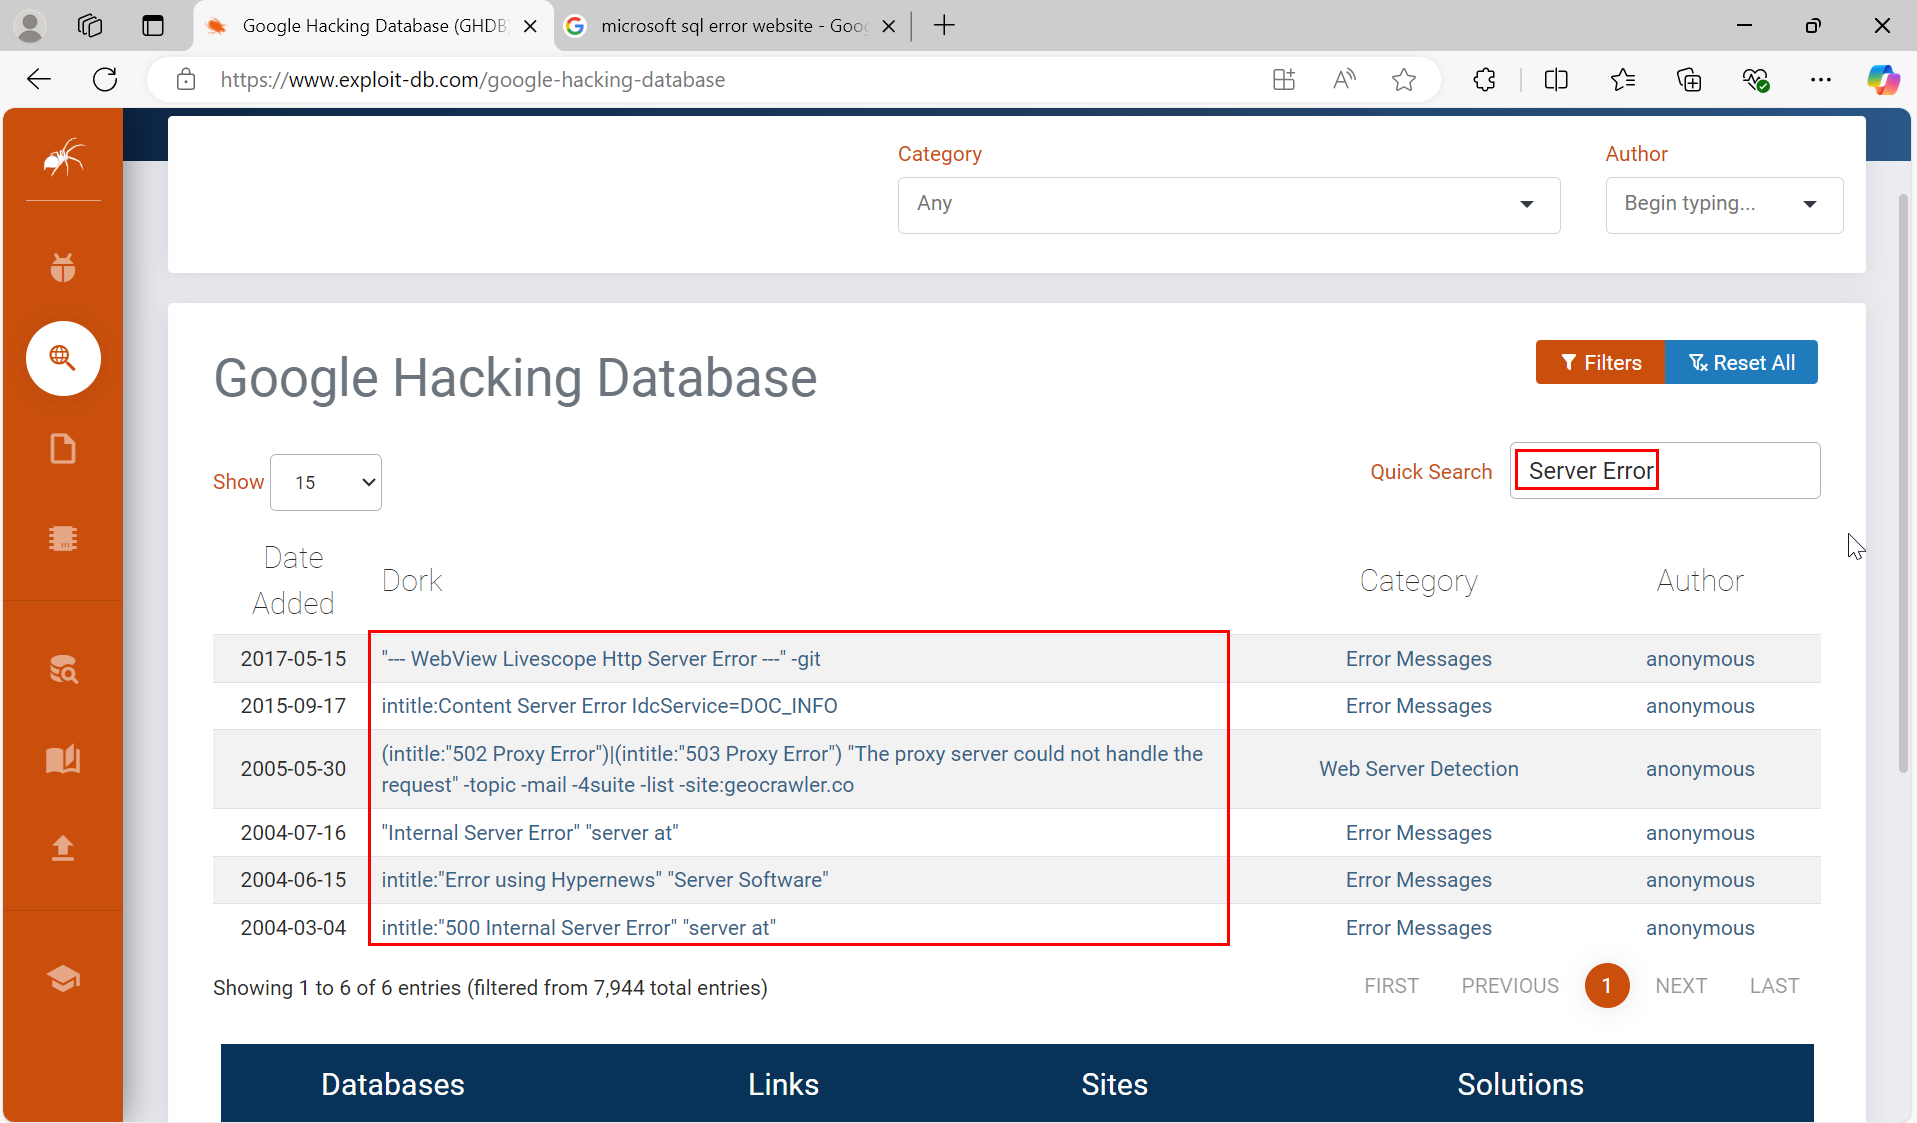 Google Hacking Database (GHDB)
microsoft sql error website - Goog
https://www.exploit-db.com/google-hacking-database
Category
Author
Any
Begin typing...
Google Hacking Database
Filters
Reset All
Show
15
Quick Search
Server Error
Date Added
Dork
Category
Author
2017-05-15
"--- WebView Livescope Http Server Error ---" -git
Error Messages
anonymous
2015-09-17
intitle:Content Server Error IdcService=DOC_INFO
Error Messages
anonymous
2005-05-30
(intitle:"502 Proxy Error")|(intitle:"503 Proxy Error") "The proxy server could not handle the
request" -topic -mail -4suite -list -site:geocrawler.co
Web Server Detection
anonymous
2004-07-16
"Internal Server Error" "server at"
Error Messages
anonymous
2004-06-15
intitle:"Error using Hypernews" "Server Software"
Error Messages
anonymous
2004-03-04
intitle:"500 Internal Server Error" "server at"
Error Messages
anonymous
Showing 1 to 6 of 6 entries (filtered from 7,944 total entries)
FIRST
PREVIOUS
1
NEXT
LAST
Databases
Links
Sites
Solutions